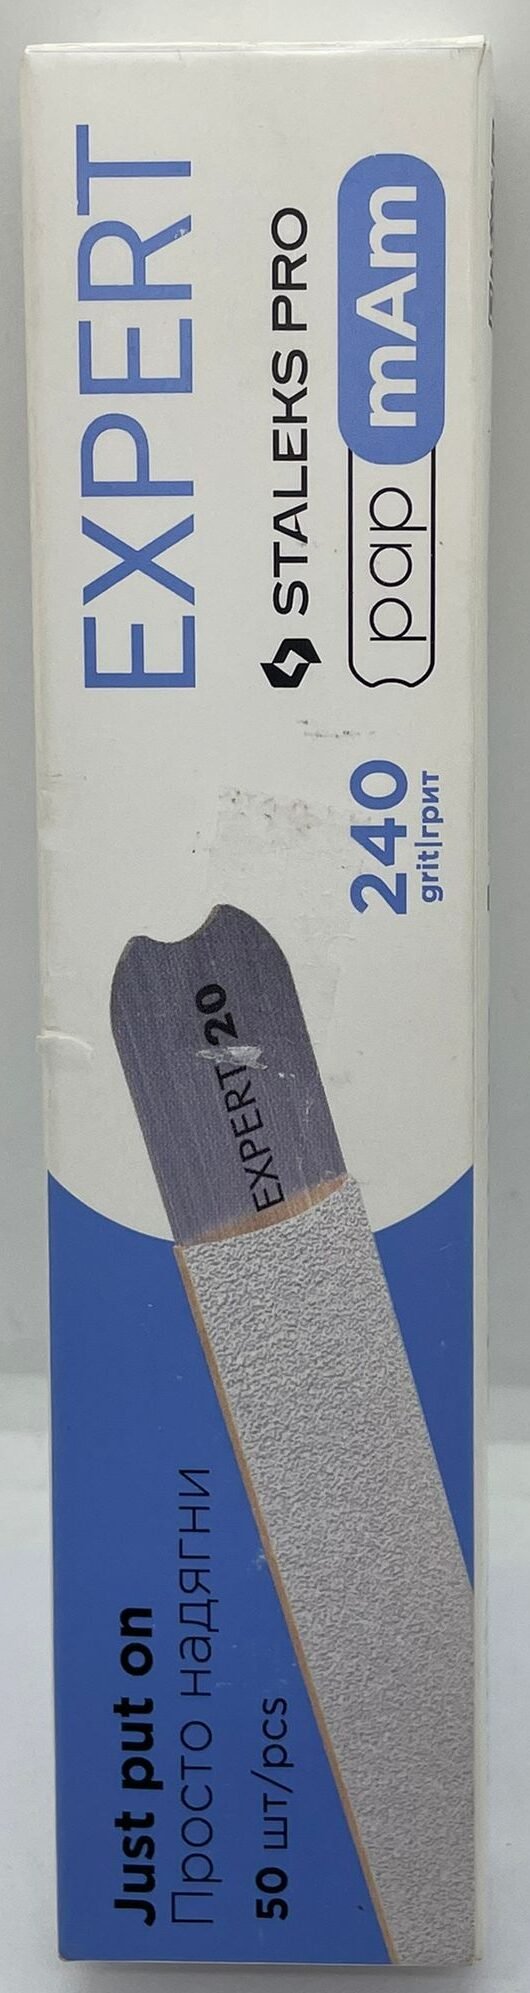 EXPERT
STALEKS PRO
pap mAm
240
grit|грит
EXPERT 20
Just put on
Просто надягни
50 шт/pcs